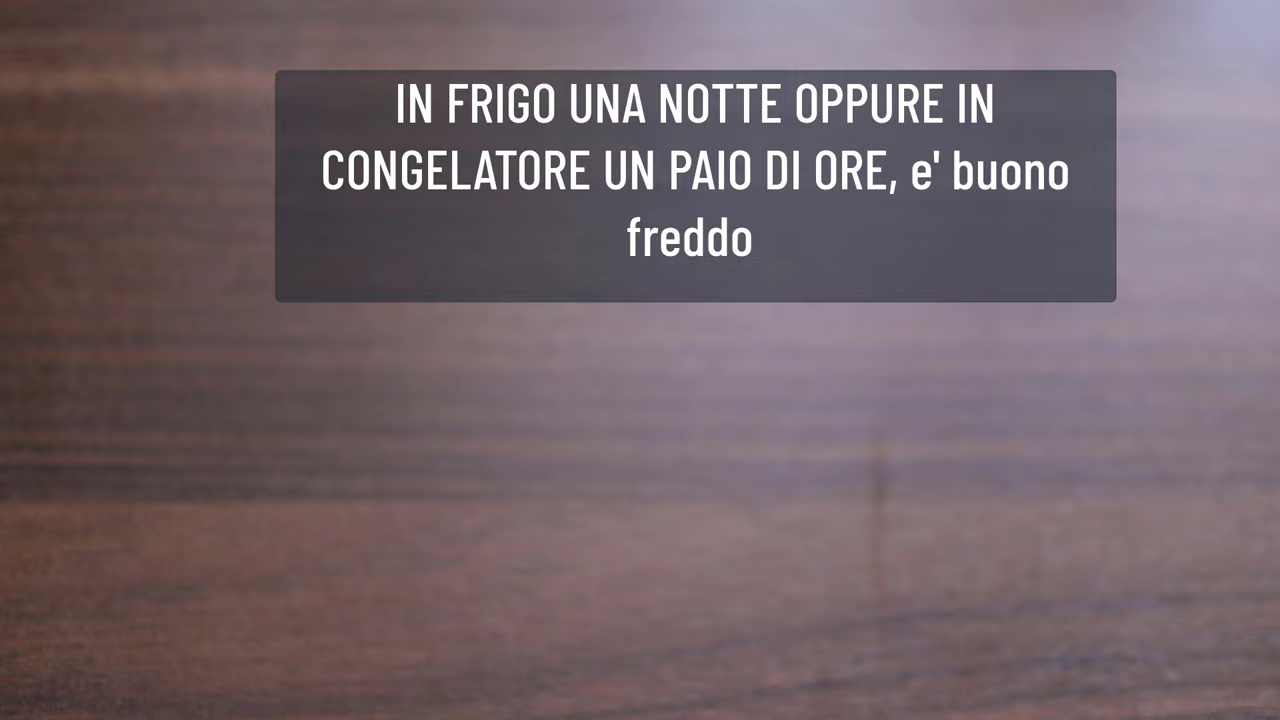 IN FRIGO UNA NOTTE OPPURE IN
CONGELATORE UN PAIO DI ORE, e' buono
freddo